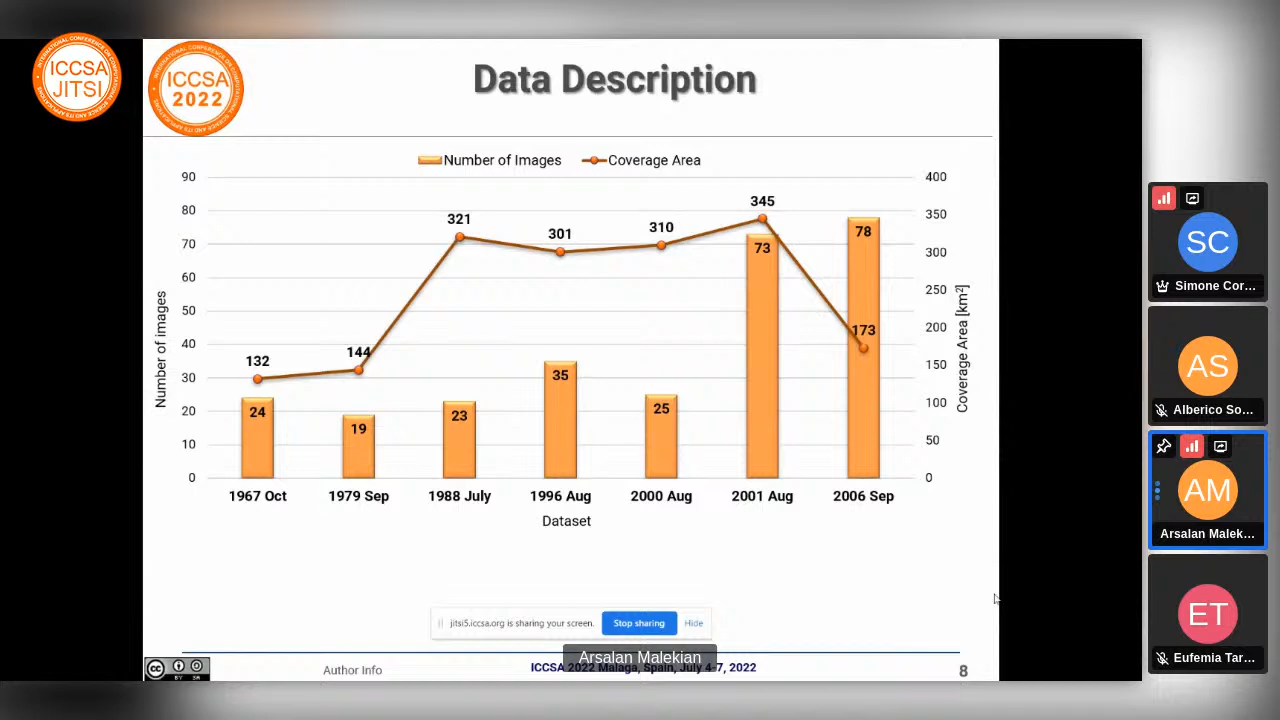 ICCSA
JITSI
ICCSA
2022
Data Description
Number of Images
Coverage Area
90
80
70
60
50
40
30
20
10
0
Number of images
400
350
300
250
200
150
100
50
0
Coverage Area [km²]
132
144
321
301
310
345
173
24
19
23
35
25
73
78
1967 Oct
1979 Sep
1988 July
1996 Aug
2000 Aug
2001 Aug
2006 Sep
Dataset
jitsi5.iccsa.org is sharing your screen.
Stop sharing
Hide
Arsalan Malekian
cc
BY
Author Info
ICCSA 2022 Malaga, Spain, July 4-7, 2022
8
SC
Simone Cor...
AS
Alberico So...
AM
Arsalan Malek...
ET
Eufemia Tar...